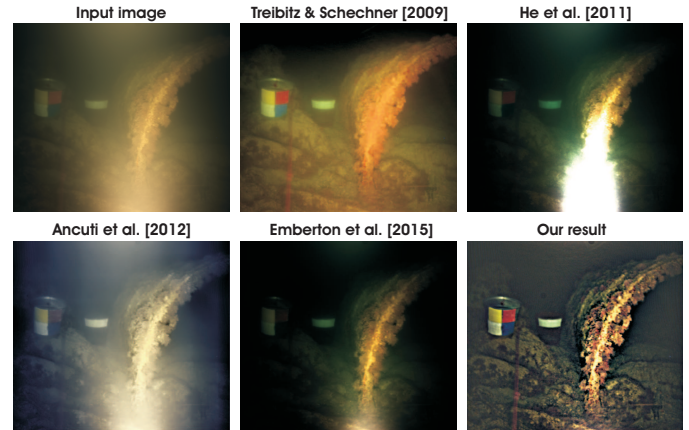 Input image
Treibitz & Schechner [2009]
He et al. [2011]
Ancuti et al. [2012]
Emberton et al. [2015]
Our result